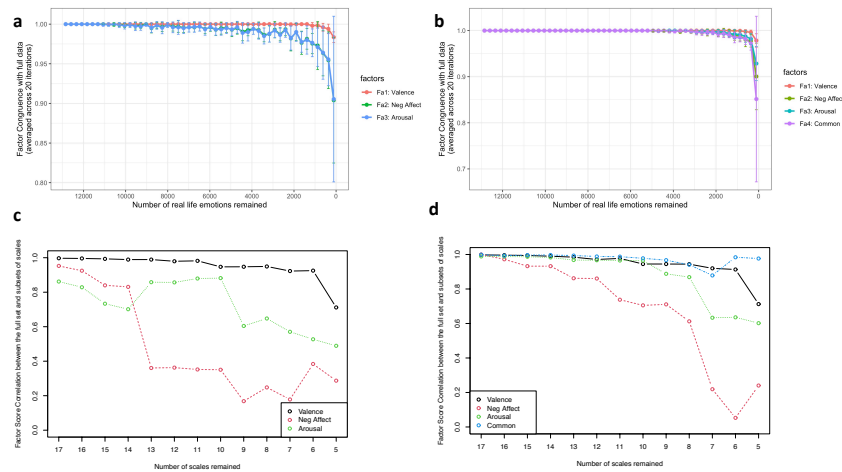 a
Factor Congruence with full data
(averaged across 20 iterations)
1.00
0.95
0.90
0.85
0.80
12000
10000
8000
6000
4000
2000
0
Number of real life emotions remained
factors
Fa1: Valence
Fa2: Neg Affect
Fa3: Arousal
b
Factor Congruence with full data
(averaged across 20 iterations)
1.0
0.9
0.8
0.7
12000
10000
8000
6000
4000
2000
0
Number of real life emotions remained
factors
Fa1: Valence
Fa2: Neg Affect
Fa3: Arousal
Fa4: Common
c
Factor Score Correlation between the full set and subsets of scales
1.0
0.8
0.6
0.4
0.2
0.0
17 16 15 14 13 12 11 10 9 8 7 6 5
Number of scales remained
Valence
Neg Affect
Arousal
d
Factor Score Correlation between the full set and subsets of scales
1.0
0.8
0.6
0.4
0.2
0.0
17 16 15 14 13 12 11 10 9 8 7 6 5
Number of scales remained
Valence
Neg Affect
Arousal
Common